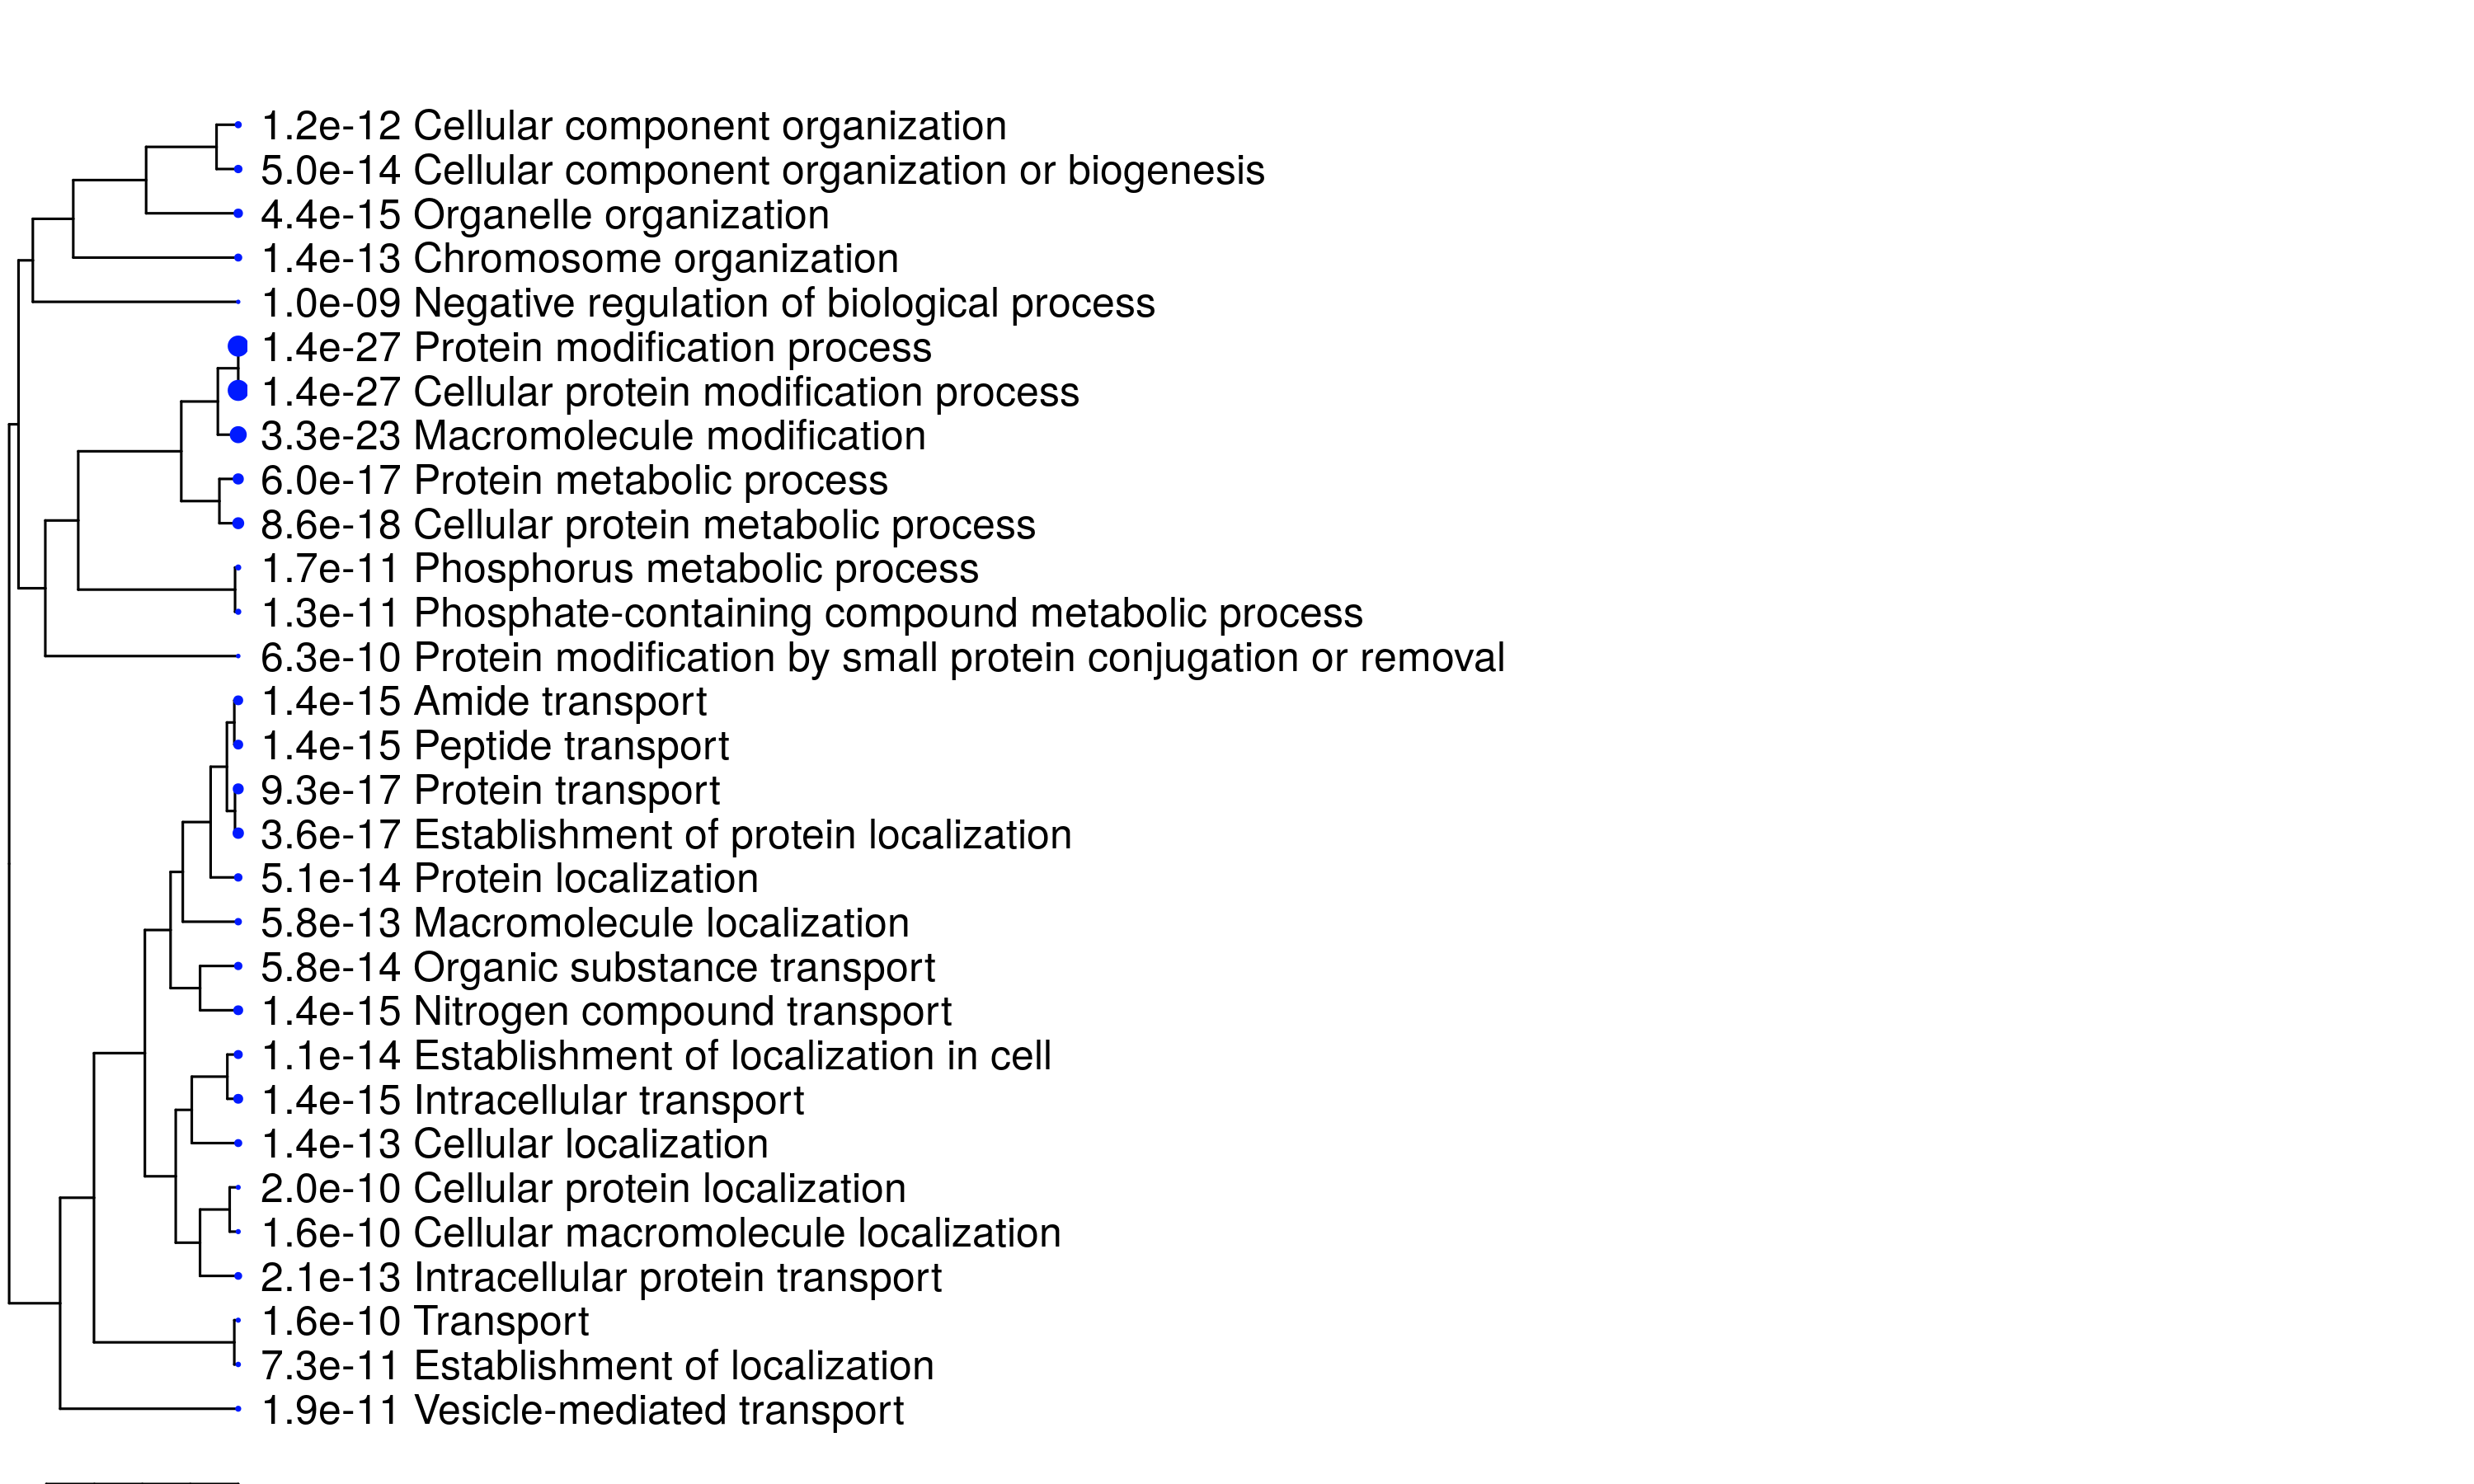 1.2e-12 Cellular component organization
5.0e-14 Cellular component organization or biogenesis
4.4e-15 Organelle organization
1.4e-13 Chromosome organization
1.0e-09 Negative regulation of biological process
1.4e-27 Protein modification process
1.4e-27 Cellular protein modification process
3.3e-23 Macromolecule modification
6.0e-17 Protein metabolic process
8.6e-18 Cellular protein metabolic process
1.7e-11 Phosphorus metabolic process
1.3e-11 Phosphate-containing compound metabolic process
6.3e-10 Protein modification by small protein conjugation or removal
1.4e-15 Amide transport
1.4e-15 Peptide transport
9.3e-17 Protein transport
3.6e-17 Establishment of protein localization
5.1e-14 Protein localization
5.8e-13 Macromolecule localization
5.8e-14 Organic substance transport
1.4e-15 Nitrogen compound transport
1.1e-14 Establishment of localization in cell
1.4e-15 Intracellular transport
1.4e-13 Cellular localization
2.0e-10 Cellular protein localization
1.6e-10 Cellular macromolecule localization
2.1e-13 Intracellular protein transport
1.6e-10 Transport
7.3e-11 Establishment of localization
1.9e-11 Vesicle-mediated transport